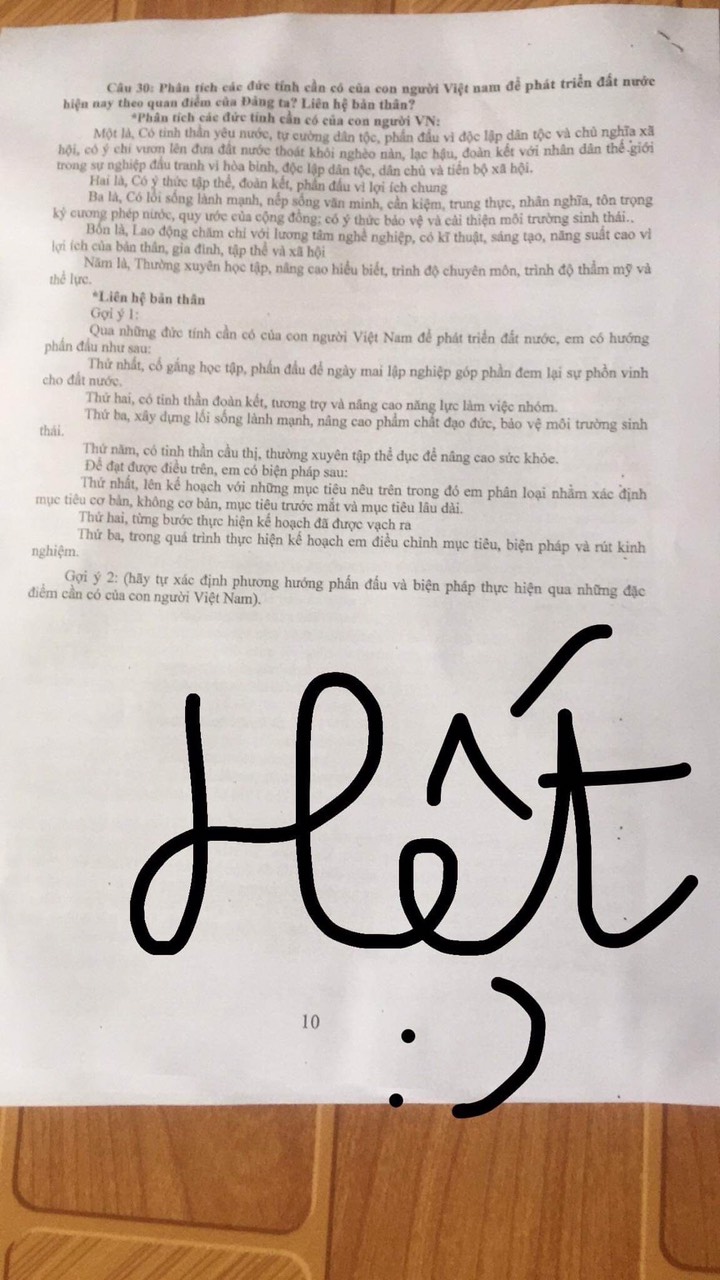 Câu 30: Phân tích các đức tính cần có của con người Việt nam để phát triển đất nước
hiện nay theo quan điểm của Đảng ta? Liên hệ bản thân?
*Phân tích các đức tính cần có của con người VN:
Một là, Có tinh thần yêu nước, tự cường dân tộc, phấn đấu vì độc lập dân tộc và chủ nghĩa xã
hội, có ý chí vươn lên đưa đất nước thoát khỏi nghèo nàn, lạc hậu, đoàn kết với nhân dân thế giới
trong sự nghiệp đấu tranh vì hòa bình, độc lập dân tộc, dân chủ và tiến bộ xã hội.
Hai là, Có ý thức tập thể, đoàn kết, phấn đấu vì lợi ích chung
Ba là, Có lối sống lành mạnh, nếp sống văn minh, cần kiệm, trung thực, nhân nghĩa, tôn trọng
kỷ cương phép nước, quy ước của cộng đồng; có ý thức bảo vệ và cải thiện môi trường sinh thái..
Bốn là, Lao động chăm chỉ với lương tâm nghề nghiệp, có kĩ thuật, sáng tạo, năng suất cao vì
lợi ích của bản thân, gia đình, tập thể và xã hội
Năm là, Thường xuyên học tập, nâng cao hiểu biết, trình độ chuyên môn, trình độ thẩm mỹ và
thể lực.
*Liên hệ bản thân
Gợi ý 1:
Qua những đức tính cần có của con người Việt Nam để phát triển đất nước, em có hướng
phấn đấu như sau:
Thứ nhất, cố gắng học tập, phấn đấu để ngày mai lập nghiệp góp phần đem lại sự phồn vinh
cho đất nước.
Thứ hai, có tinh thần đoàn kết, tương trợ và nâng cao năng lực làm việc nhóm.
Thứ ba, xây dựng lối sống lành mạnh, nâng cao phẩm chất đạo đức, bảo vệ môi trường sinh
thái.
Thứ năm, có tinh thần cầu thị, thường xuyên tập thể dục để nâng cao sức khỏe.
Để đạt được điều trên, em có biện pháp sau:
Thứ nhất, lên kế hoạch với những mục tiêu nêu trên trong đó em phân loại nhằm xác định
mục tiêu cơ bản, không cơ bản, mục tiêu trước mắt và mục tiêu lâu dài.
Thứ hai, từng bước thực hiện kế hoạch đã được vạch ra
Thứ ba, trong quá trình thực hiện kế hoạch em điều chỉnh mục tiêu, biện pháp và rút kinh
nghiệm.
Gợi ý 2: (hãy tự xác định phương hướng phấn đấu và biện pháp thực hiện qua những đặc
điểm cần có của con người Việt Nam).
Hết
:)
10